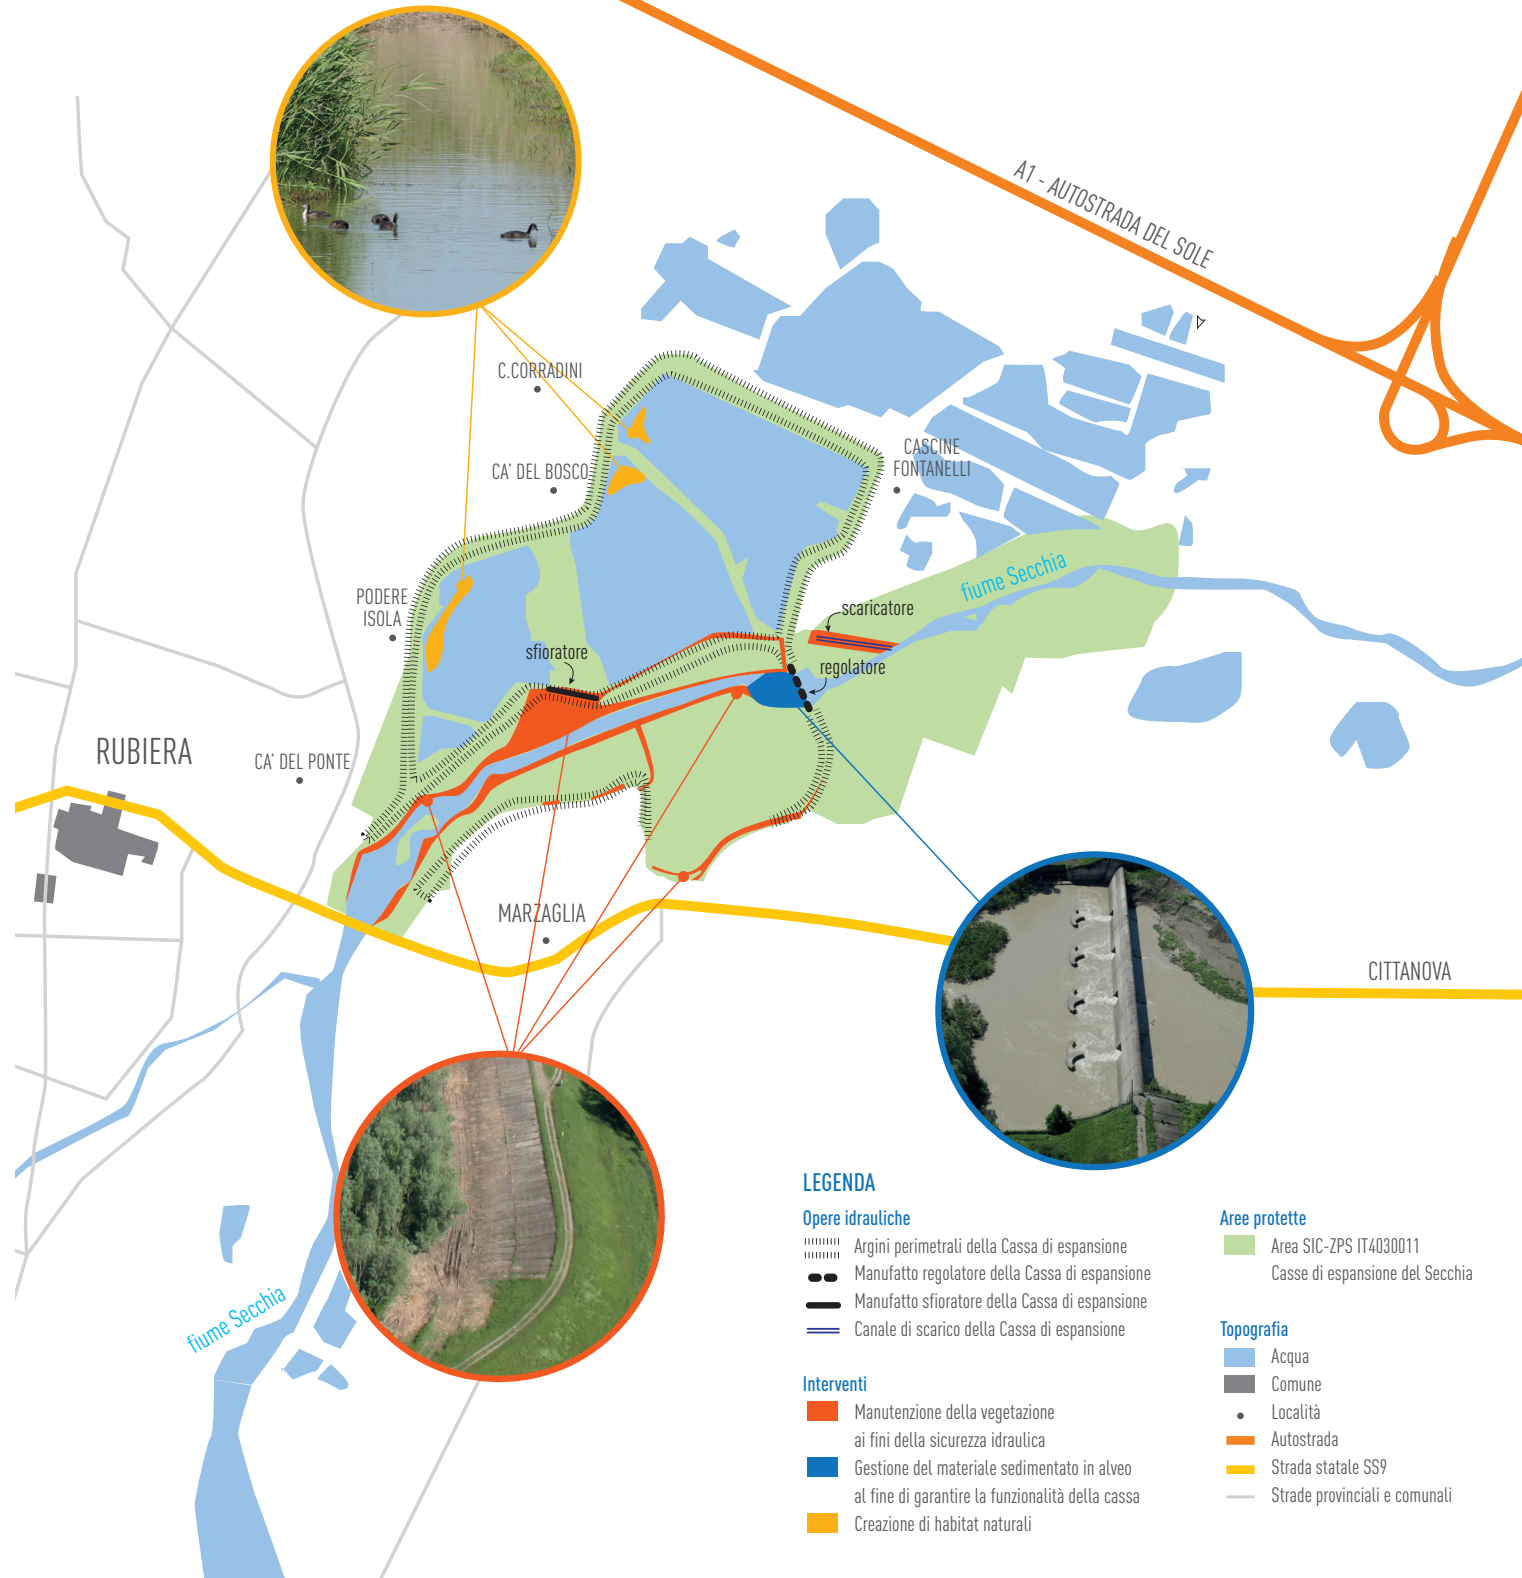 A1 - AUTOSTRADA DEL SOLE
C.CORRADINI
CA' DEL BOSCO
CASCINE
FONTANELLI
fiume Secchia
PODERE
ISOLA
scaricatore
sfioratore
regolatore
RUBIERA
CA' DEL PONTE
MARZAGLIA
CITTANOVA
fiume Secchia
LEGENDA
Opere idrauliche
Argini perimetrali della Cassa di espansione
Manufatto regolatore della Cassa di espansione
Manufatto sfioratore della Cassa di espansione
Canale di scarico della Cassa di espansione
Interventi
Manutenzione della vegetazione
ai fini della sicurezza idraulica
Gestione del materiale sedimentato in alveo
al fine di garantire la funzionalità della cassa
Creazione di habitat naturali
Aree protette
Area SIC-ZPS IT4030011
Casse di espansione del Secchia
Topografia
Acqua
Comune
Località
Autostrada
Strada statale SS9
Strade provinciali e comunali